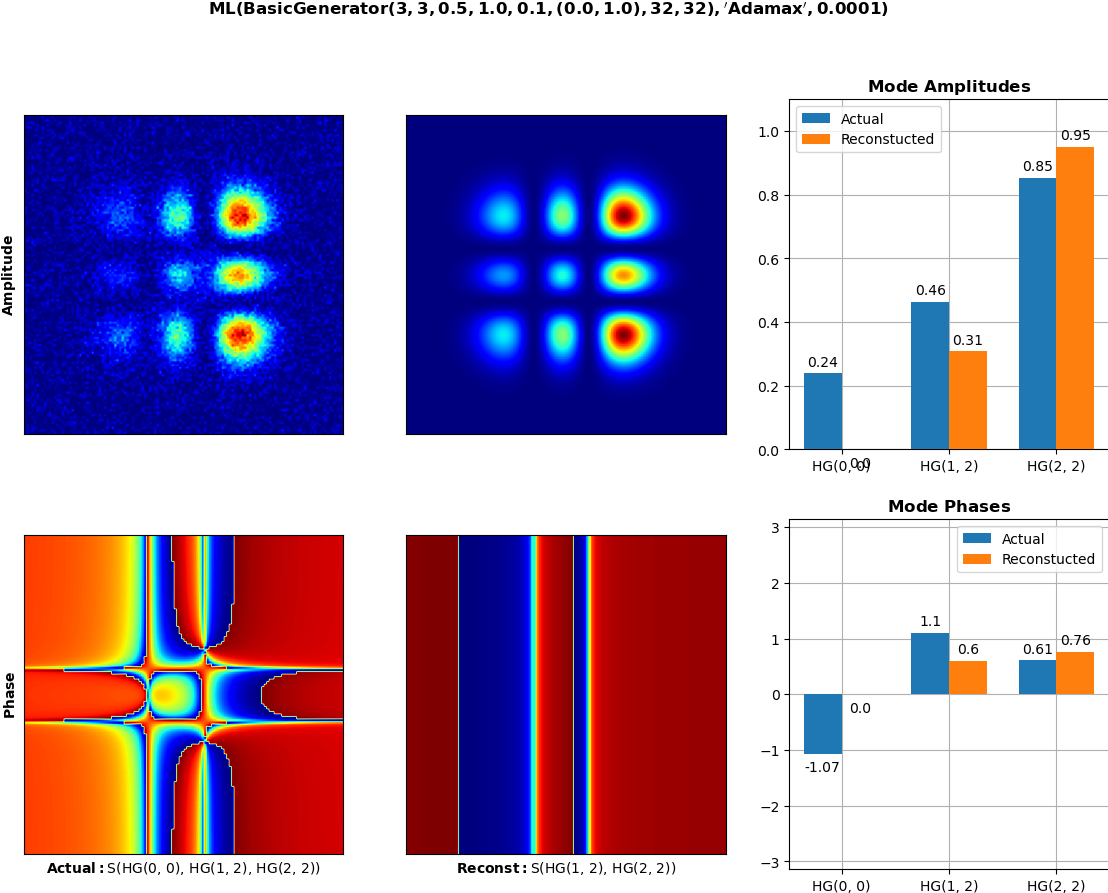 ML(BasicGenerator(3, 3, 0.5, 1.0, 0.1, (0.0, 1.0), 32, 32), ′Adamax′, 0.0001)
Amplitude
Mode Amplitudes
Actual
Reconstucted
1.0
0.8
0.6
0.4
0.2
0.0
0.24
0.0
0.46
0.31
0.85
0.95
HG(0, 0)
HG(1, 2)
HG(2, 2)
Phase
Actual: S(HG(0, 0), HG(1, 2), HG(2, 2))
Reconst: S(HG(1, 2), HG(2, 2))
Mode Phases
Actual
Reconstucted
3
2
1
0
−1
−2
−3
-1.07
0.0
1.1
0.6
0.61
0.76
HG(0, 0)
HG(1, 2)
HG(2, 2)